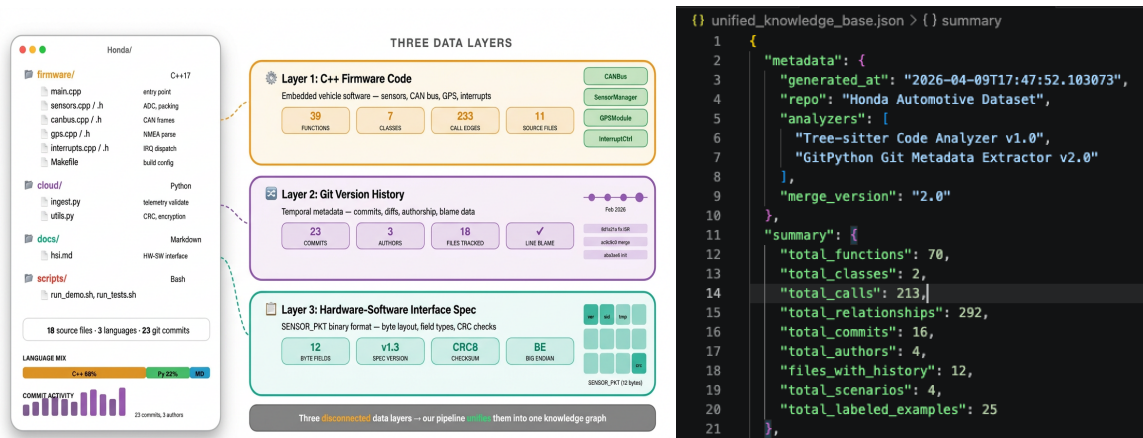 Honda/
firmware/ C++17
main.cpp entry point
sensors.cpp / .h ADC, packing
canbus.cpp / .h CAN frames
gps.cpp / .h NMEA parse
interrupts.cpp / .h IRQ dispatch
Makefile build config
cloud/ Python
ingest.py telemetry validate
utils.py CRC, encryption
docs/ Markdown
hsi.md HW-SW interface
scripts/ Bash
run_demo.sh, run_tests.sh
18 source files · 3 languages · 23 git commits
LANGUAGE MIX
C++ 68% Py 22% MD
COMMIT ACTIVITY
23 commits, 3 authors
THREE DATA LAYERS
Layer 1: C++ Firmware Code
Embedded vehicle software — sensors, CAN bus, GPS, interrupts
39 7 233 11
FUNCTIONS CLASSES CALL EDGES SOURCE FILES
CANBus
SensorManager
GPSModule
InterruptCtrl
Layer 2: Git Version History
Temporal metadata — commits, diffs, authorship, blame data
23 3 18 ✓
COMMITS AUTHORS FILES TRACKED LINE BLAME
Feb 2026
fix ISR
merge
init
Layer 3: Hardware-Software Interface Spec
SENSOR_PKT binary format — byte layout, field types, CRC checks
12 v1.3 CRC8 BE
BYTE FIELDS SPEC VERSION CHECKSUM BIG ENDIAN
tmp
SENSOR_PKT (12 bytes)
Three disconnected data layers → our pipeline unifies them into one knowledge graph
{} unified_knowledge_base.json > {} summary
1 {
2 "metadata": {
3 "generated_at": "2026-04-09T17:47:52.103073",
4 "repo": "Honda Automotive Dataset",
5 "analyzers": [
6 "Tree-sitter Code Analyzer v1.0",
7 "GitPython Git Metadata Extractor v2.0"
8 ],
9 "merge_version": "2.0"
10 },
11 "summary": {
12 "total_functions": 70,
13 "total_classes": 2,
14 "total_calls": 213,
15 "total_relationships": 292,
16 "total_commits": 16,
17 "total_authors": 4,
18 "files_with_history": 12,
19 "total_scenarios": 4,
20 "total_labeled_examples": 25
21 },